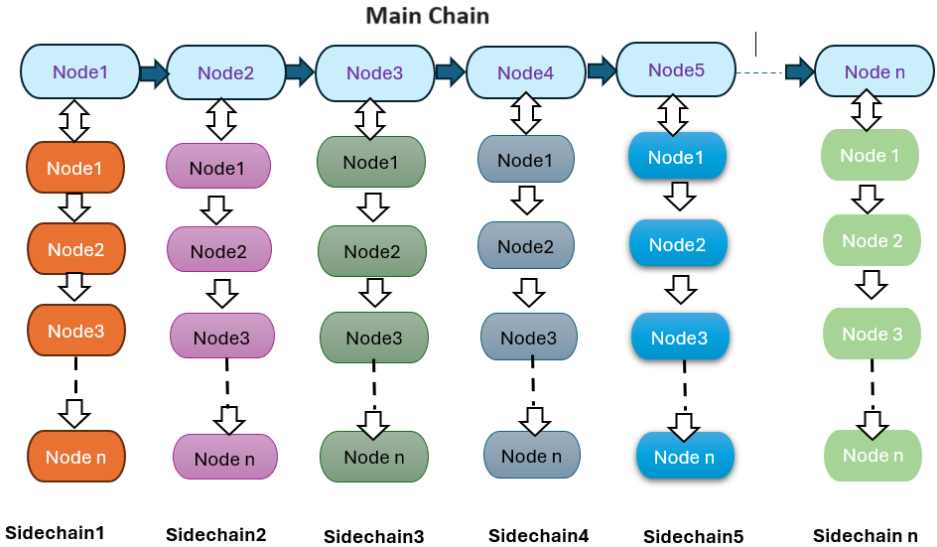 Main Chain
Node1 Node2 Node3 Node4 Node5 Node n
Node1 Node1 Node1 Node1 Node1 Node 1
Node2 Node2 Node2 Node2 Node2 Node 2
Node3 Node3 Node3 Node3 Node3 Node 3
Node n Node n Node n Node n Node n Node n
Sidechain1 Sidechain2 Sidechain3 Sidechain4 Sidechain5 Sidechain n